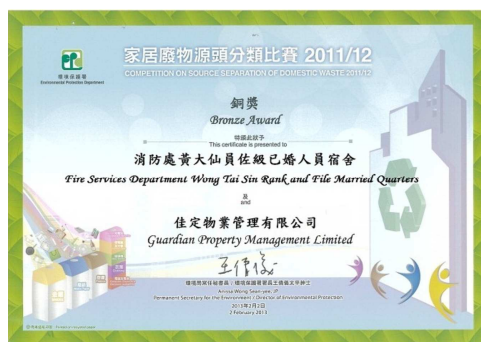 家居廢物源頭分類比賽 2011/12
COMPETITION ON SOURCE SEPARATION OF DOMESTIC WASTE 2011/12
環境保護署
Environmental Protection Department
銅獎
Bronze Award
特頒此狀予
This certificate is presented to
消防處黃大仙員佐級已婚人員宿舍
Fire Services Department Wong Tai Sin Rank and File Married Quarters
及
and
佳定物業管理有限公司
Guardian Property Management Limited
環境局常任秘書長 / 環境保護署署長王倩儀太平紳士
Anissa Wong Sean-yee, JP
Permanent Secretary for the Environment / Director of Environmental Protection
2013年2月2日
2 February 2013